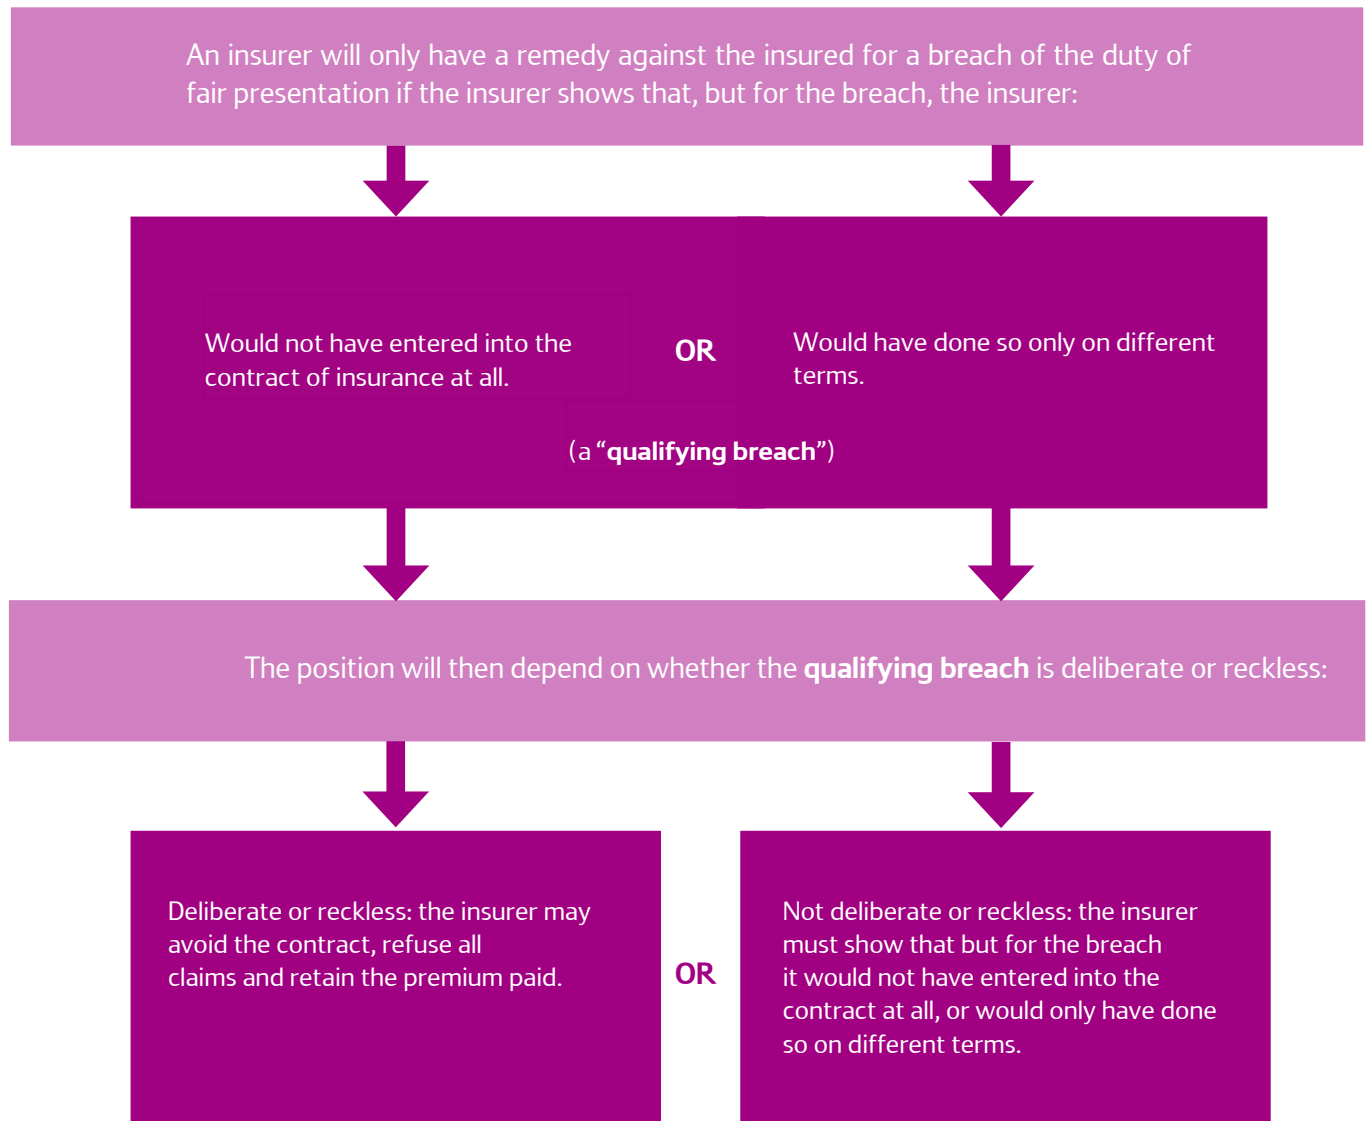 An insurer will only have a remedy against the insured for a breach of the duty of
fair presentation if the insurer shows that, but for the breach, the insurer:
Would not have entered into the
contract of insurance at all.
OR
Would have done so only on different
terms.
(a “qualifying breach”)
The position will then depend on whether the qualifying breach is deliberate or reckless:
Deliberate or reckless: the insurer may
avoid the contract, refuse all
claims and retain the premium paid.
OR
Not deliberate or reckless: the insurer
must show that but for the breach
it would not have entered into the
contract at all, or would only have done
so on different terms.